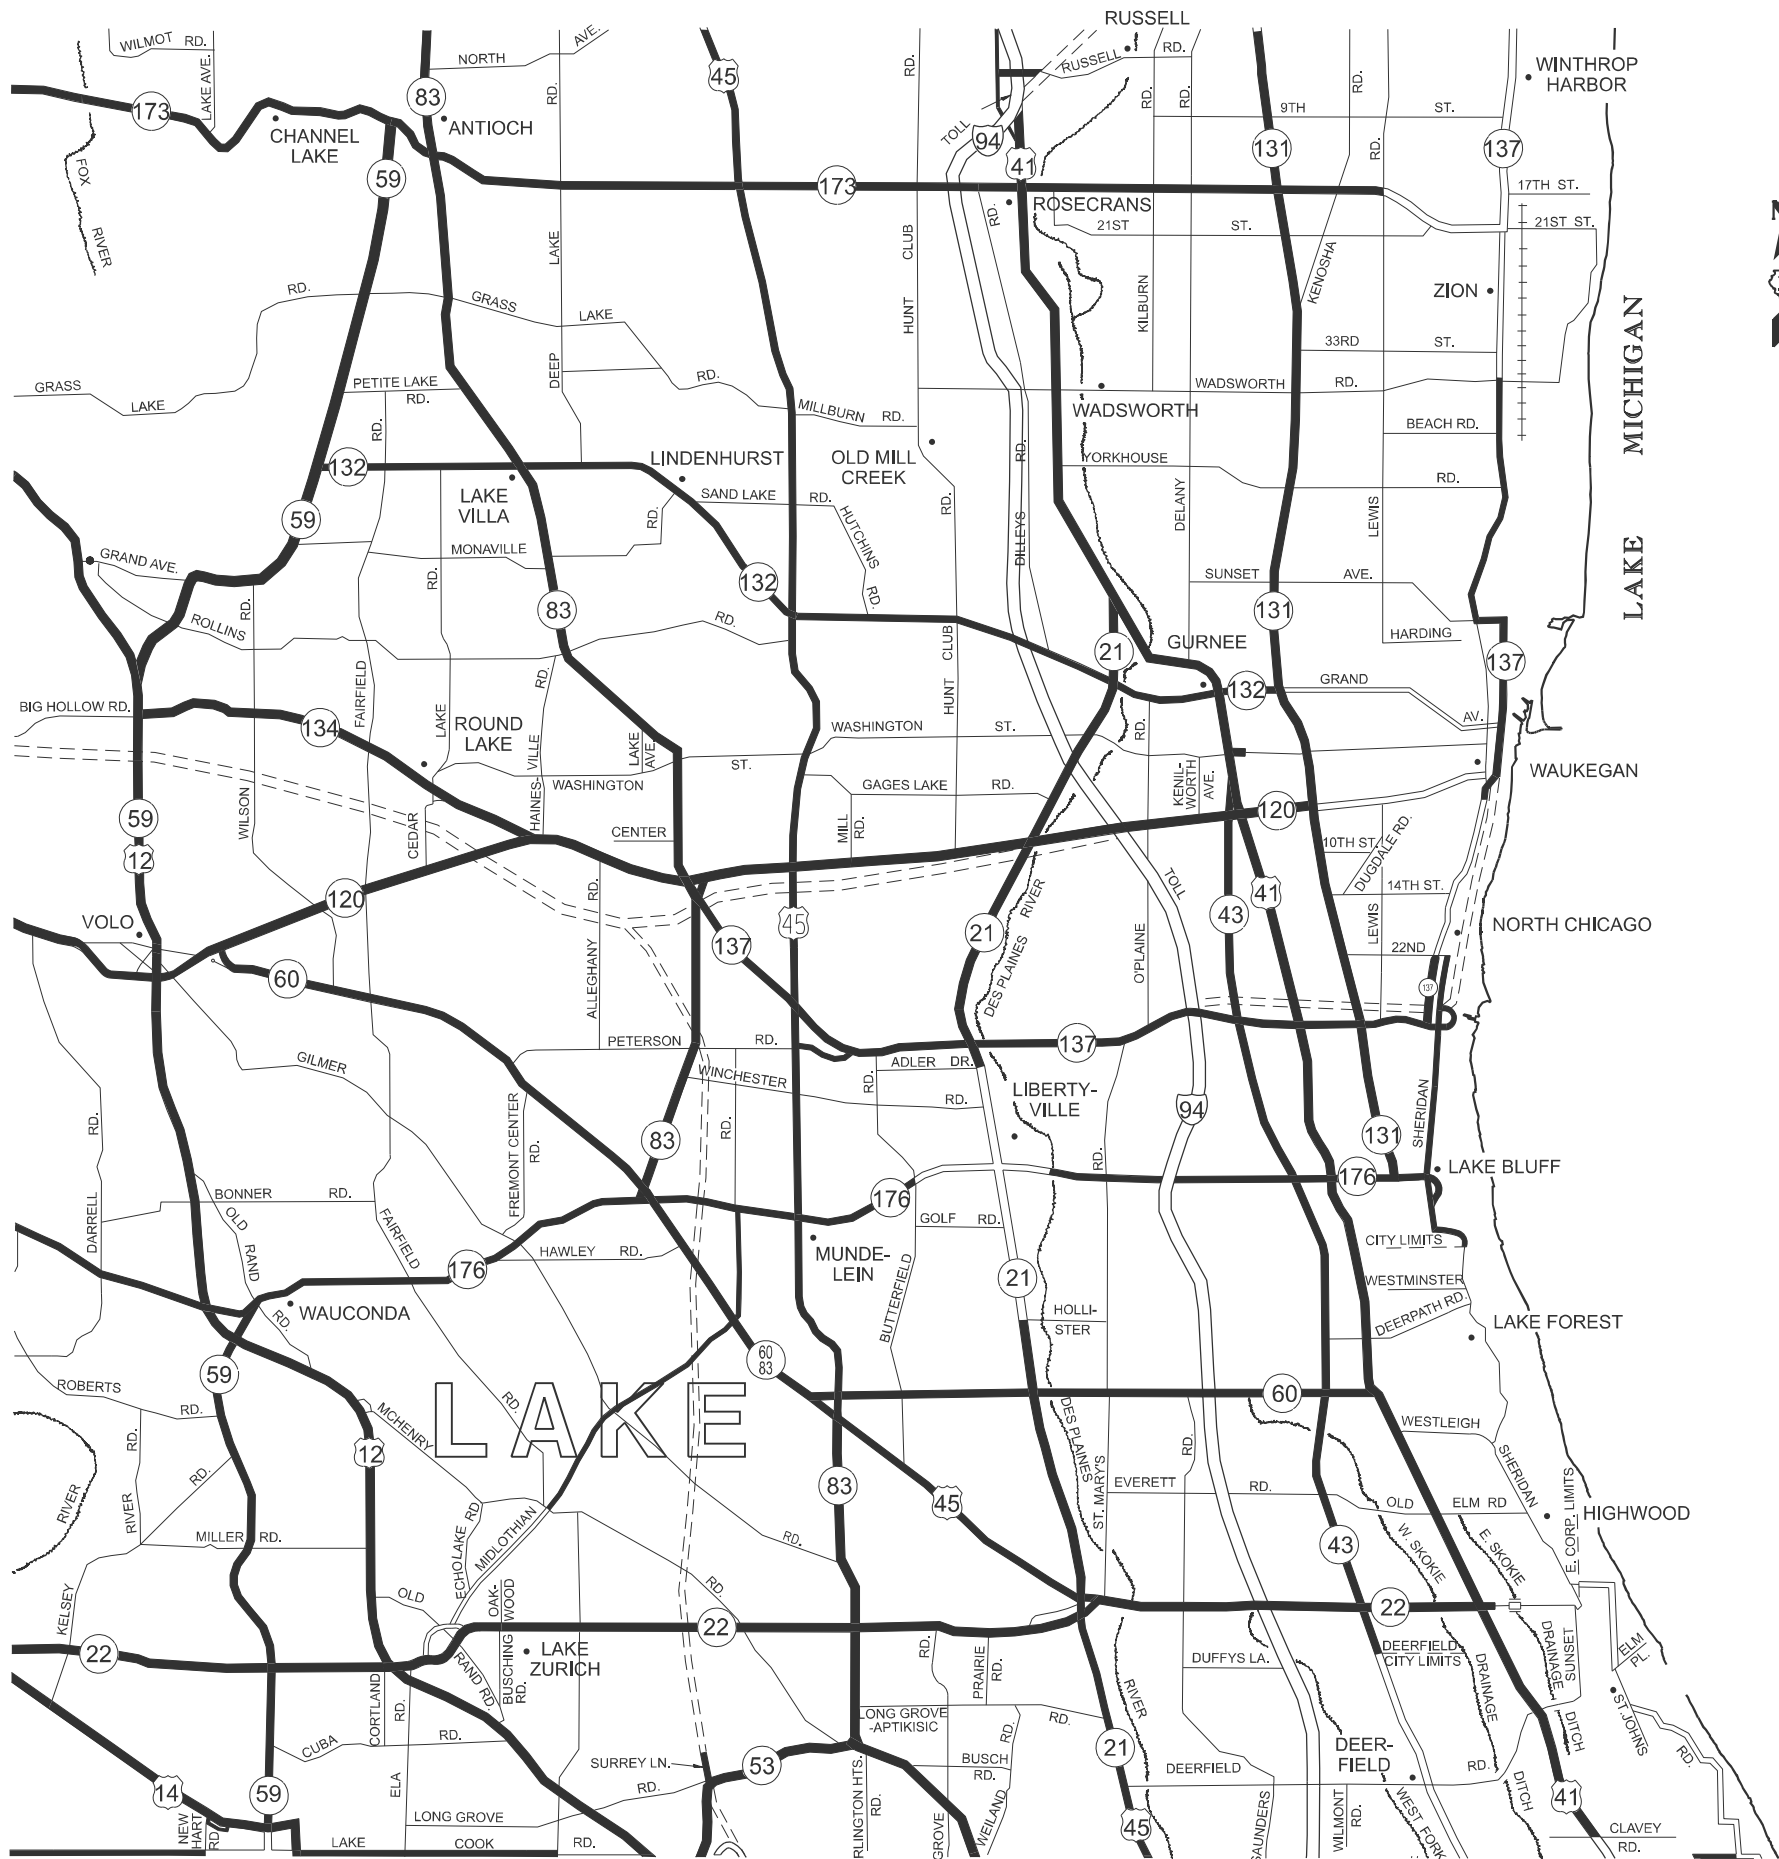 RUSSELL
WILMOT RD.
LAKE AVE.
NORTH AVE.
RD.
RUSSELL RD.
WINTHROP
HARBOR
173
83
45
94
41
131
137
TOLL
9TH ST.
CHANNEL
LAKE
ANTIOCH
59
173
FOX
RIVER
17TH ST.
ROSECRANS
21ST ST.
21ST ST.
HUNT CLUB RD.
DEEP LAKE RD.
KILBURN RD.
KENOSHA RD.
ZION
GRASS LAKE RD.
GRASS LAKE RD.
33RD ST.
LAKE MICHIGAN
PETITE LAKE
RD.
WADSWORTH RD.
WADSWORTH
MILLBURN RD.
BEACH RD.
132
LINDENHURST
OLD MILL
CREEK
YORKHOUSE RD.
LAKE
VILLA
SAND LAKE RD.
HUTCHINS RD.
DELANY RD.
LEWIS RD.
DILLEYS RD.
59
MONAVILLE RD.
GRAND AVE.
132
SUNSET AVE.
83
131
ROLLINS RD.
HARDING
GURNEE
21
137
132
GRAND AV.
BIG HOLLOW RD.
134
FAIRFIELD RD.
ROUND
LAKE
CEDAR LAKE RD.
HAINES-
VILLE RD.
LAKE
AVE.
WASHINGTON ST.
WASHINGTON ST.
HUNT CLUB RD.
WAUKEGAN
WILSON RD.
GAGES LAKE RD.
KENIL-
WORTH
AVE.
59
12
CENTER
MILL
RD.
120
10TH ST.
DUGDALE RD.
14TH ST.
120
ALLEGHANY RD.
45
DES PLAINES RIVER
TOLL
O'PLAINE RD.
41
43
LEWIS
NORTH CHICAGO
VOLO
137
21
22ND
60
137
PETERSON RD.
137
ADLER DR.
GILMER RD.
WINCHESTER RD.
LIBERTY-
VILLE
94
SHERIDAN
FREMONT CENTER
RD.
83
131
DARRELL RD.
BONNER RD.
176
176
LAKE BLUFF
OLD RAND RD.
FAIRFIELD RD.
GOLF RD.
CITY LIMITS
HAWLEY RD.
176
MUNDE-
LEIN
BUTTERFIELD RD.
21
WESTMINSTER
WAUCONDA
HOLLI-
STER
DEERPATH RD.
LAKE FOREST
59
60
83
60
ROBERTS RD.
LAKE
MCHENRY RD.
WESTLEIGH
12
DES PLAINES RIVER
ST. MARY'S RD.
83
45
EVERETT RD.
OLD ELM RD
SHERIDAN
HIGHWOOD
E. CORP. LIMITS
RIVER
RIVER RD.
MILLER RD.
ECHOLAKE RD
MIDLOTHIAN
43
W. SKOKIE DRAINAGE DITCH
E. SKOKIE DRAINAGE DITCH
KELSEY
OLD RAND RD.
OAK-
WOOD
BUSCHING
RD.
22
22
22
LAKE
ZURICH
DEERFIELD
CITY LIMITS
SUNSET
ELM
PL.
DUFFYS LA.
PRAIRIE
RD.
CORTLAND
ELA RD.
CUBA RD.
LONG GROVE
-APTIKISIC RD.
ST.JOHNS
RD.
SURREY LN.
53
21
DEER-
FIELD
BUSCH
RD.
DEERFIELD RD.
14
59
45
41
LONG GROVE RD.
NEW
HART
RD.
LAKE COOK RD.
RLINGTON HTS.
RD.
GROVE RD.
WEILAND RD.
SAUNDERS
WILMONT
RD.
WEST FORK
CLAVEY
RD.